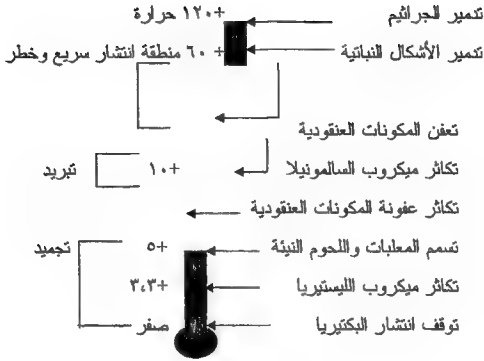 تدمير الجراثيم +١٢٠ حرارة
تدمير الأشكال النباتية +٦٠ منطقة انتشار سريع وخطر
تعفن المكونات العنقودية
تكاثر ميكروب السالمونيلا +١٠ تبريد
تكاثر عفونة المكونات العنقودية
تسمم المعلبات واللحوم النيئة +٥ تجميد
تكاثر ميكروب الليستيريا +٣،٣
توقف انتشار البكتيريا صفر